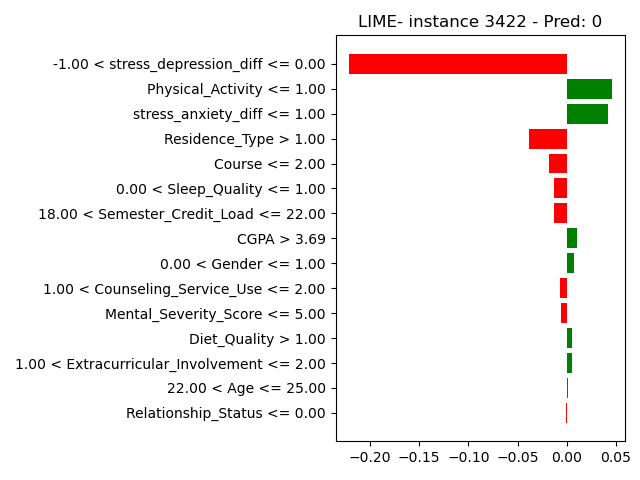 LIME- instance 3422 - Pred: 0
-1.00 < stress_depression_diff <= 0.00
Physical_Activity <= 1.00
stress_anxiety_diff <= 1.00
Residence_Type > 1.00
Course <= 2.00
0.00 < Sleep_Quality <= 1.00
18.00 < Semester_Credit_Load <= 22.00
CGPA > 3.69
0.00 < Gender <= 1.00
1.00 < Counseling_Service_Use <= 2.00
Mental_Severity_Score <= 5.00
Diet_Quality > 1.00
1.00 < Extracurricular_Involvement <= 2.00
22.00 < Age <= 25.00
Relationship_Status <= 0.00
−0.20 −0.15 −0.10 −0.05 0.00 0.05